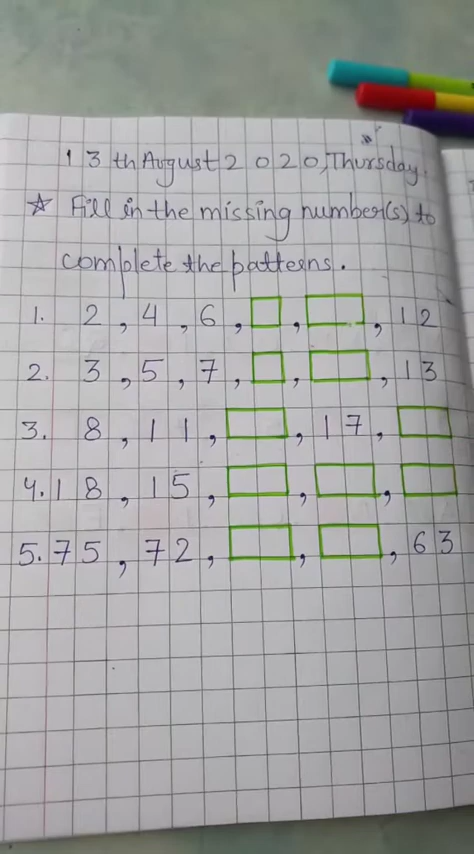 13th August 2020, Thursday.
☆ Fill in the missing number(s) to
complete the patterns.
1. 2, 4, 6, □, □, 12
2. 3, 5, 7, □, □, 13
3. 8, 11, □, 17, □
4. 18, 15, □, □, □
5. 75, 72, □, □, 63